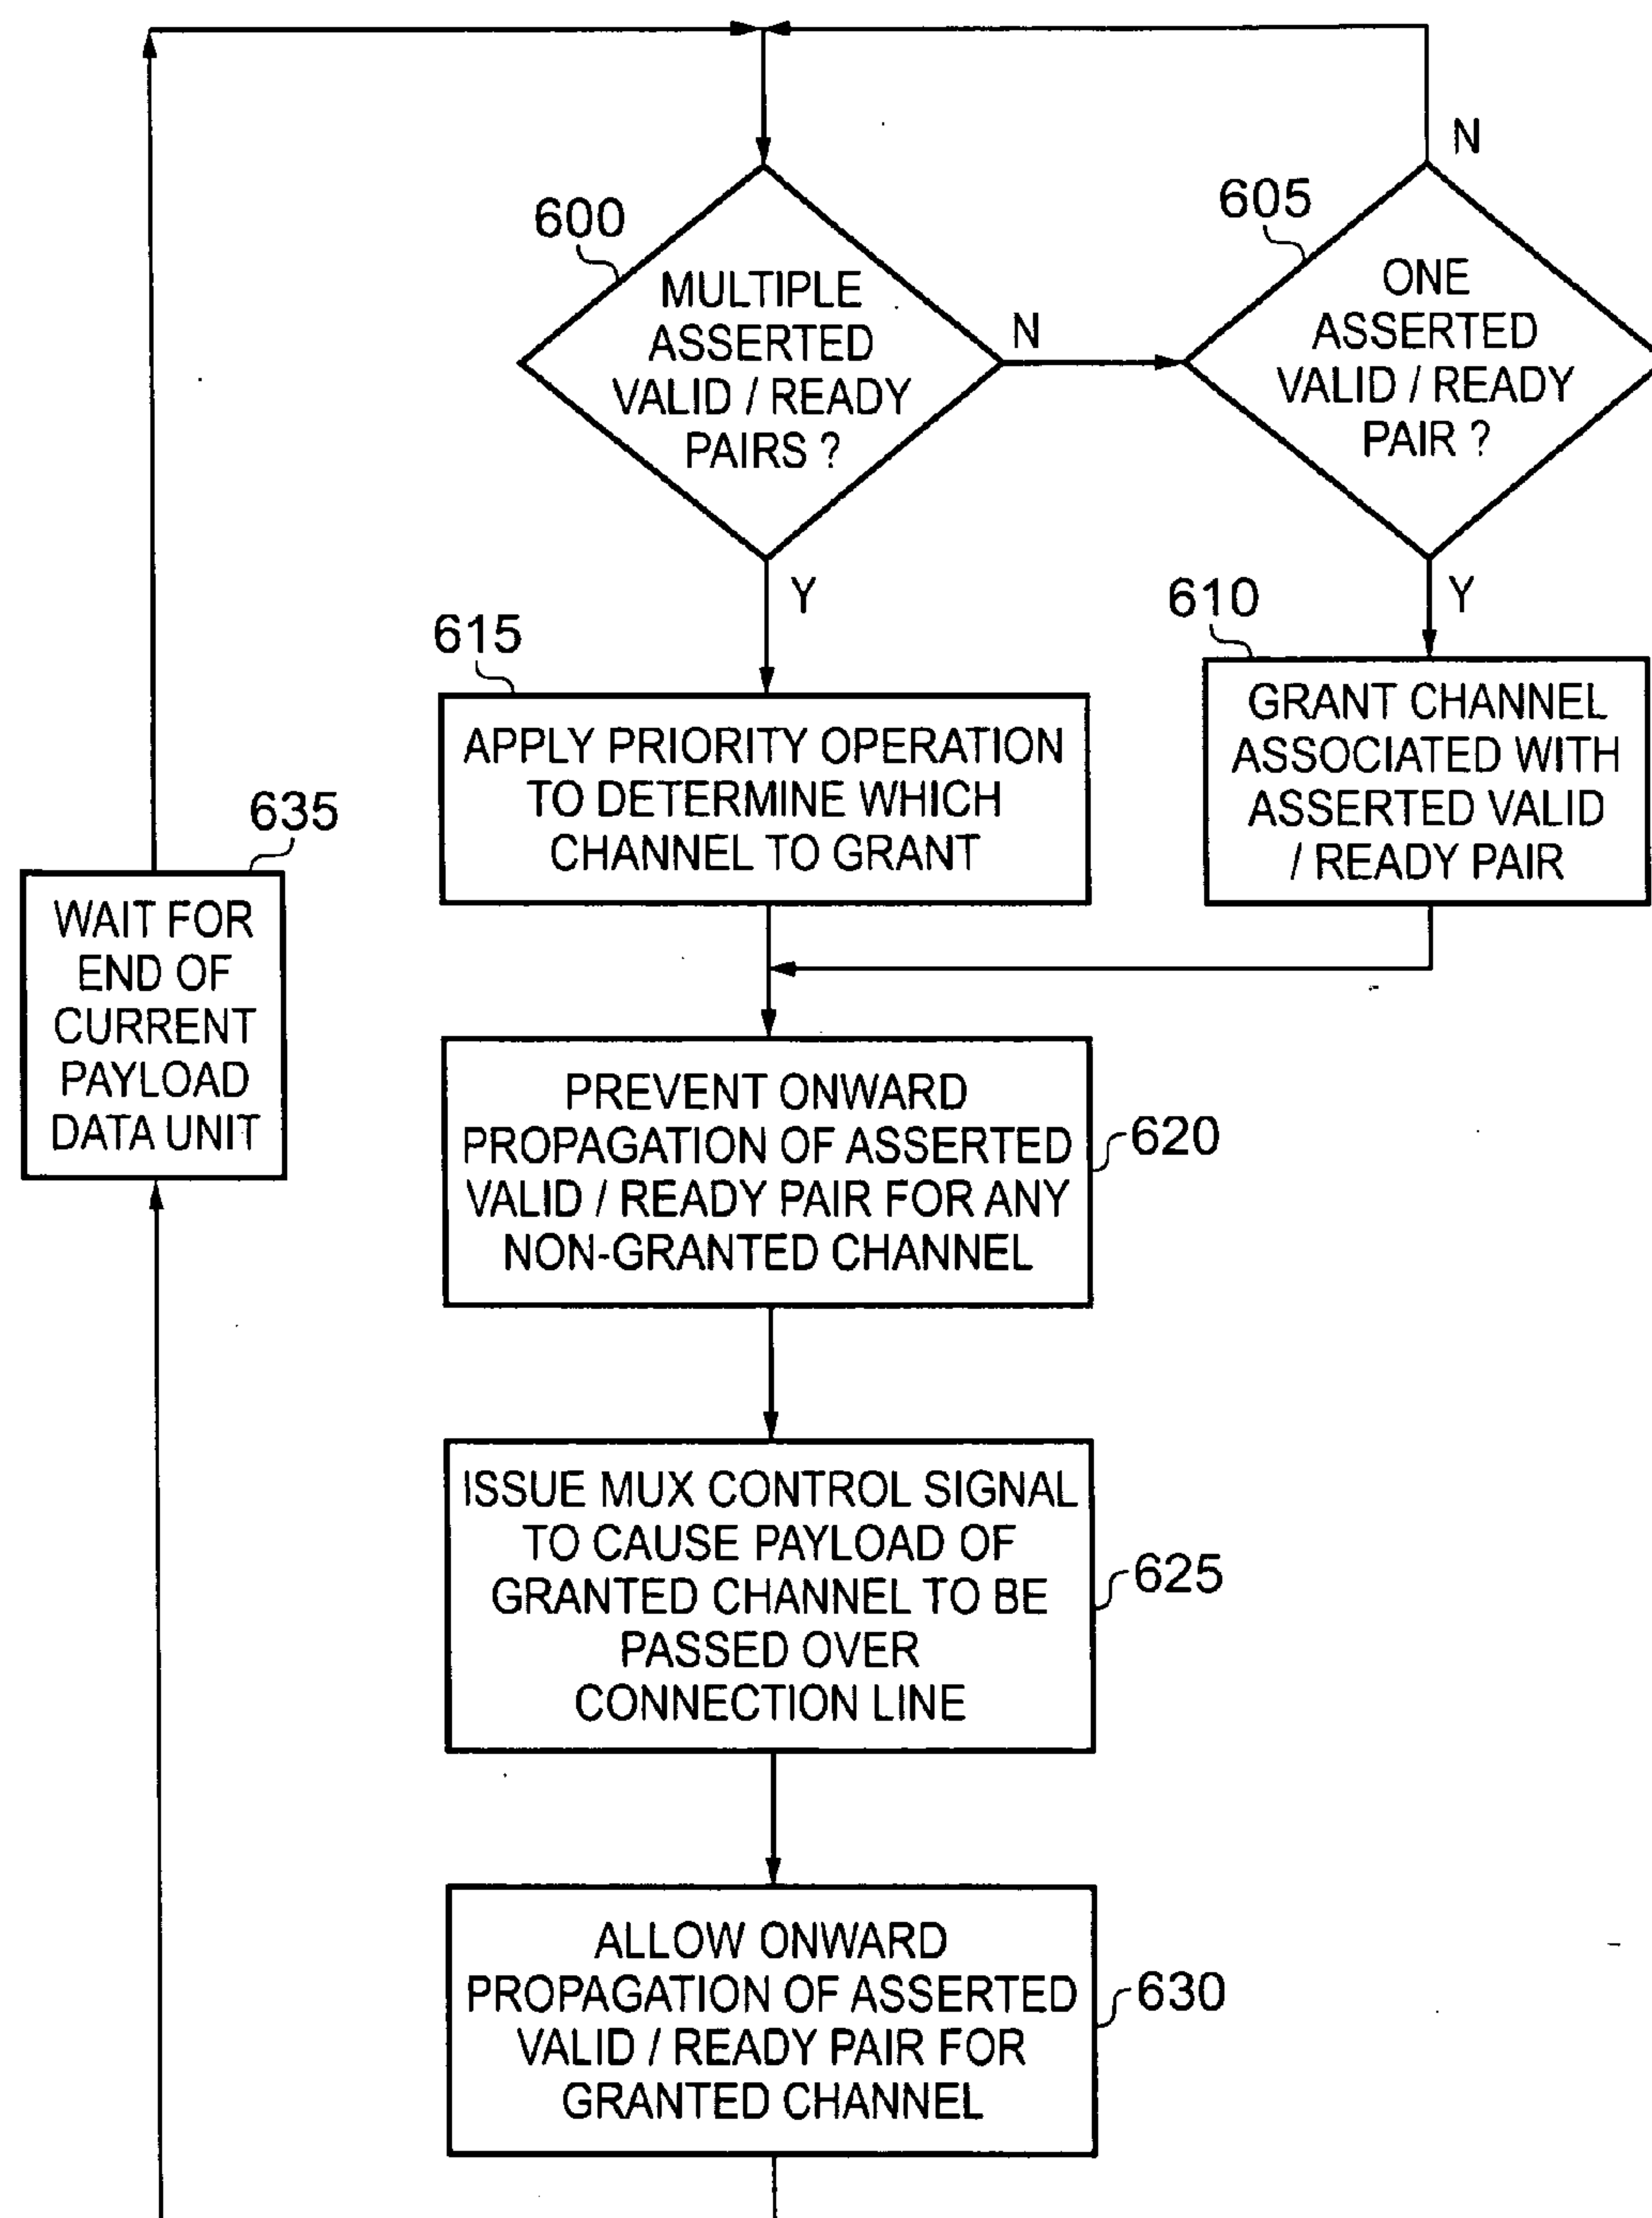 600
MULTIPLE
ASSERTED
VALID / READY
PAIRS ?
N
Y
605
ONE
ASSERTED
VALID / READY
PAIR ?
N
Y
610
GRANT CHANNEL
ASSOCIATED WITH
ASSERTED VALID
/ READY PAIR
615
APPLY PRIORITY OPERATION
TO DETERMINE WHICH
CHANNEL TO GRANT
635
WAIT FOR
END OF
CURRENT
PAYLOAD
DATA UNIT
PREVENT ONWARD
PROPAGATION OF ASSERTED
VALID / READY PAIR FOR ANY
NON-GRANTED CHANNEL
620
ISSUE MUX CONTROL SIGNAL
TO CAUSE PAYLOAD OF
GRANTED CHANNEL TO BE
PASSED OVER
CONNECTION LINE
625
ALLOW ONWARD
PROPAGATION OF ASSERTED
VALID / READY PAIR FOR
GRANTED CHANNEL
630